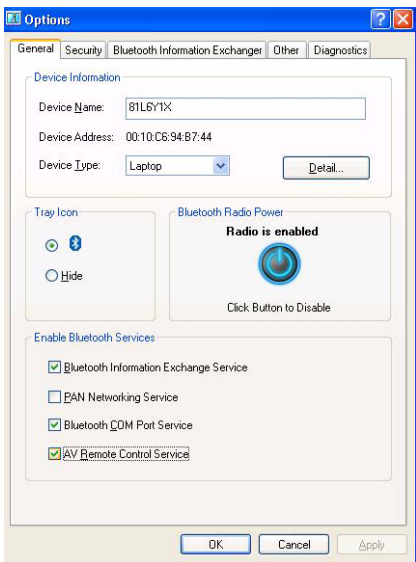 Options
General Security Bluetooth Information Exchanger Other Diagnostics
Device Information
Device Name: 81L6Y1X
Device Address: 00:10:C6:94:B7:44
Device Type: Laptop Detail...
Tray Icon
Hide
Bluetooth Radio Power
Radio is enabled
Click Button to Disable
Enable Bluetooth Services
Bluetooth Information Exchange Service
PAN Networking Service
Bluetooth COM Port Service
AV Remote Control Service
OK Cancel Apply